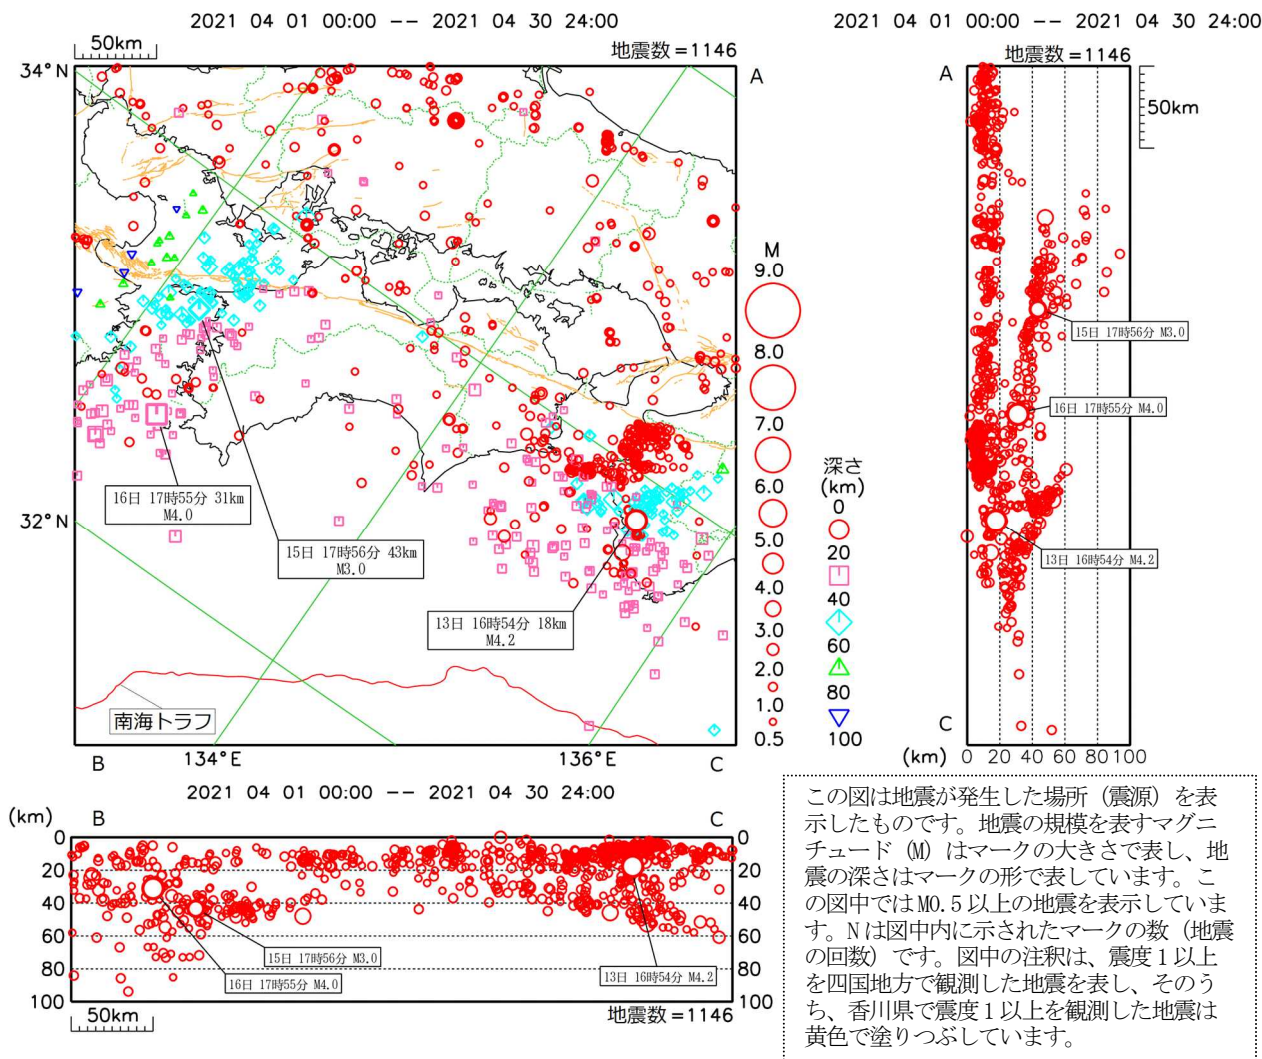 2021 04 01 00:00 -- 2021 04 30 24:00
50km
地震数=1146
34°N
32°N
A
B
C
134°E
136°E
16日 17時55分 31km
M4.0
15日 17時56分 43km
M3.0
13日 16時54分 18km
M4.2
南海トラフ
M
9.0
8.0
7.0
6.0
5.0
4.0
3.0
2.0
1.0
0.5
深さ
(km)
0
20
40
60
80
100
2021 04 01 00:00 -- 2021 04 30 24:00
地震数=1146
A
50km
15日 17時56分 M3.0
16日 17時55分 M4.0
13日 16時54分 M4.2
C
(km) 0 20 40 60 80 100
2021 04 01 00:00 -- 2021 04 30 24:00
(km) B C
0 0
20 20
40 40
60 60
80 80
100 100
15日 17時56分 M3.0
16日 17時55分 M4.0
13日 16時54分 M4.2
50km
地震数=1146
この図は地震が発生した場所（震源）を表
示したものです。地震の規模を表すマグニ
チュード（M）はマークの大きさで表し、地
震の深さはマークの形で表しています。こ
の図中ではM0.5以上の地震を表示していま
す。Nは図中内に示されたマークの数（地震
の回数）です。図中の注釈は、震度１以上
を四国地方で観測した地震を表し、そのう
ち、香川県で震度１以上を観測した地震は
黄色で塗りつぶしています。